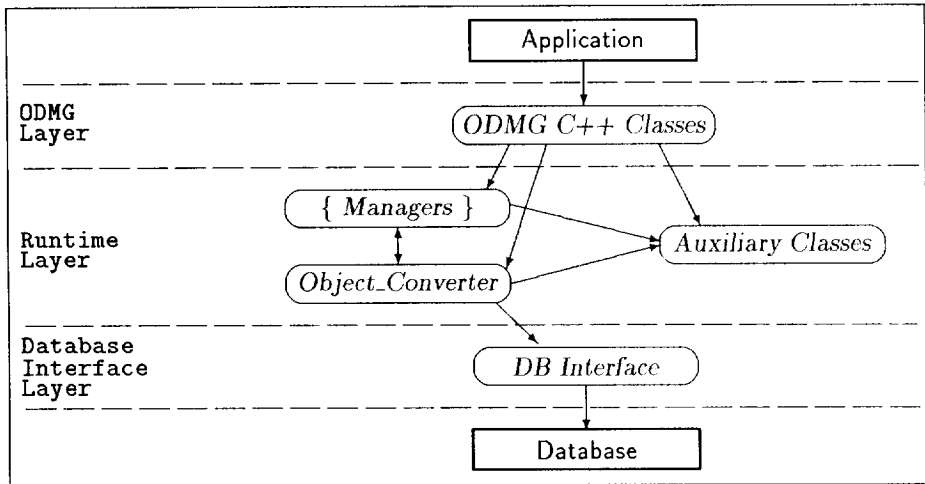 Application
ODMG
Layer
ODMG C++ Classes
{ Managers }
Runtime
Layer
Auxiliary Classes
Object_Converter
Database
Interface
Layer
DB Interface
Database